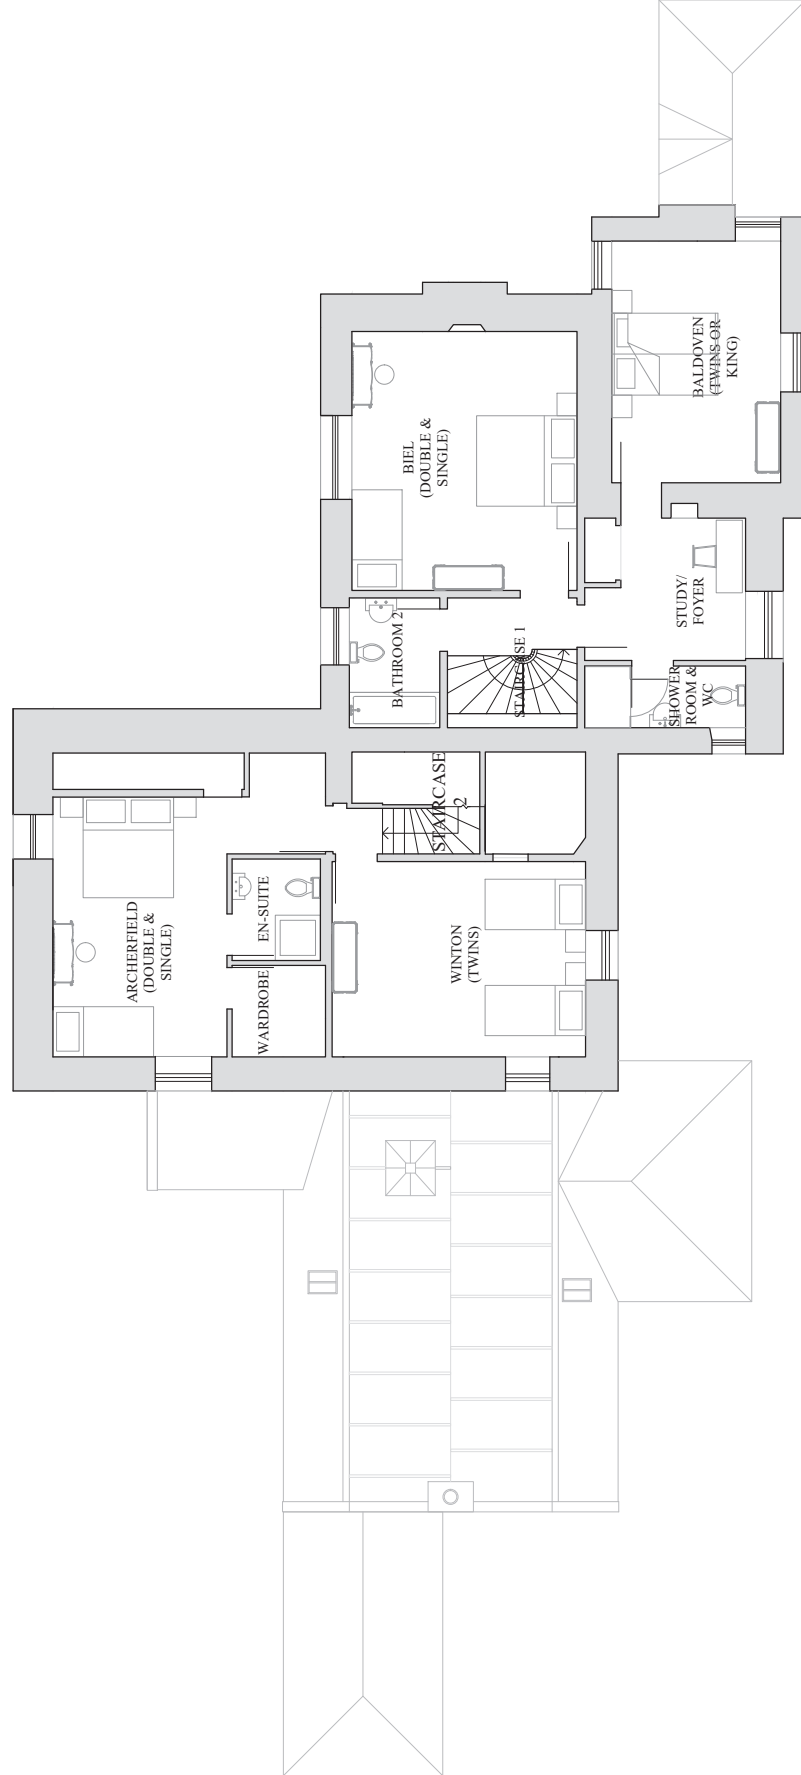 BALDOVEN
(TWINS OR
KING)
BIEL
(DOUBLE &
SINGLE)
STUDY/
FOYER
BATHROOM 2
STAIRCASE 1
SHOWER
ROOM &
WC
STAIRCASE
2
ARCHERFIELD
(DOUBLE &
SINGLE)
EN-SUITE
WARDROBE
WINTON
(TWINS)